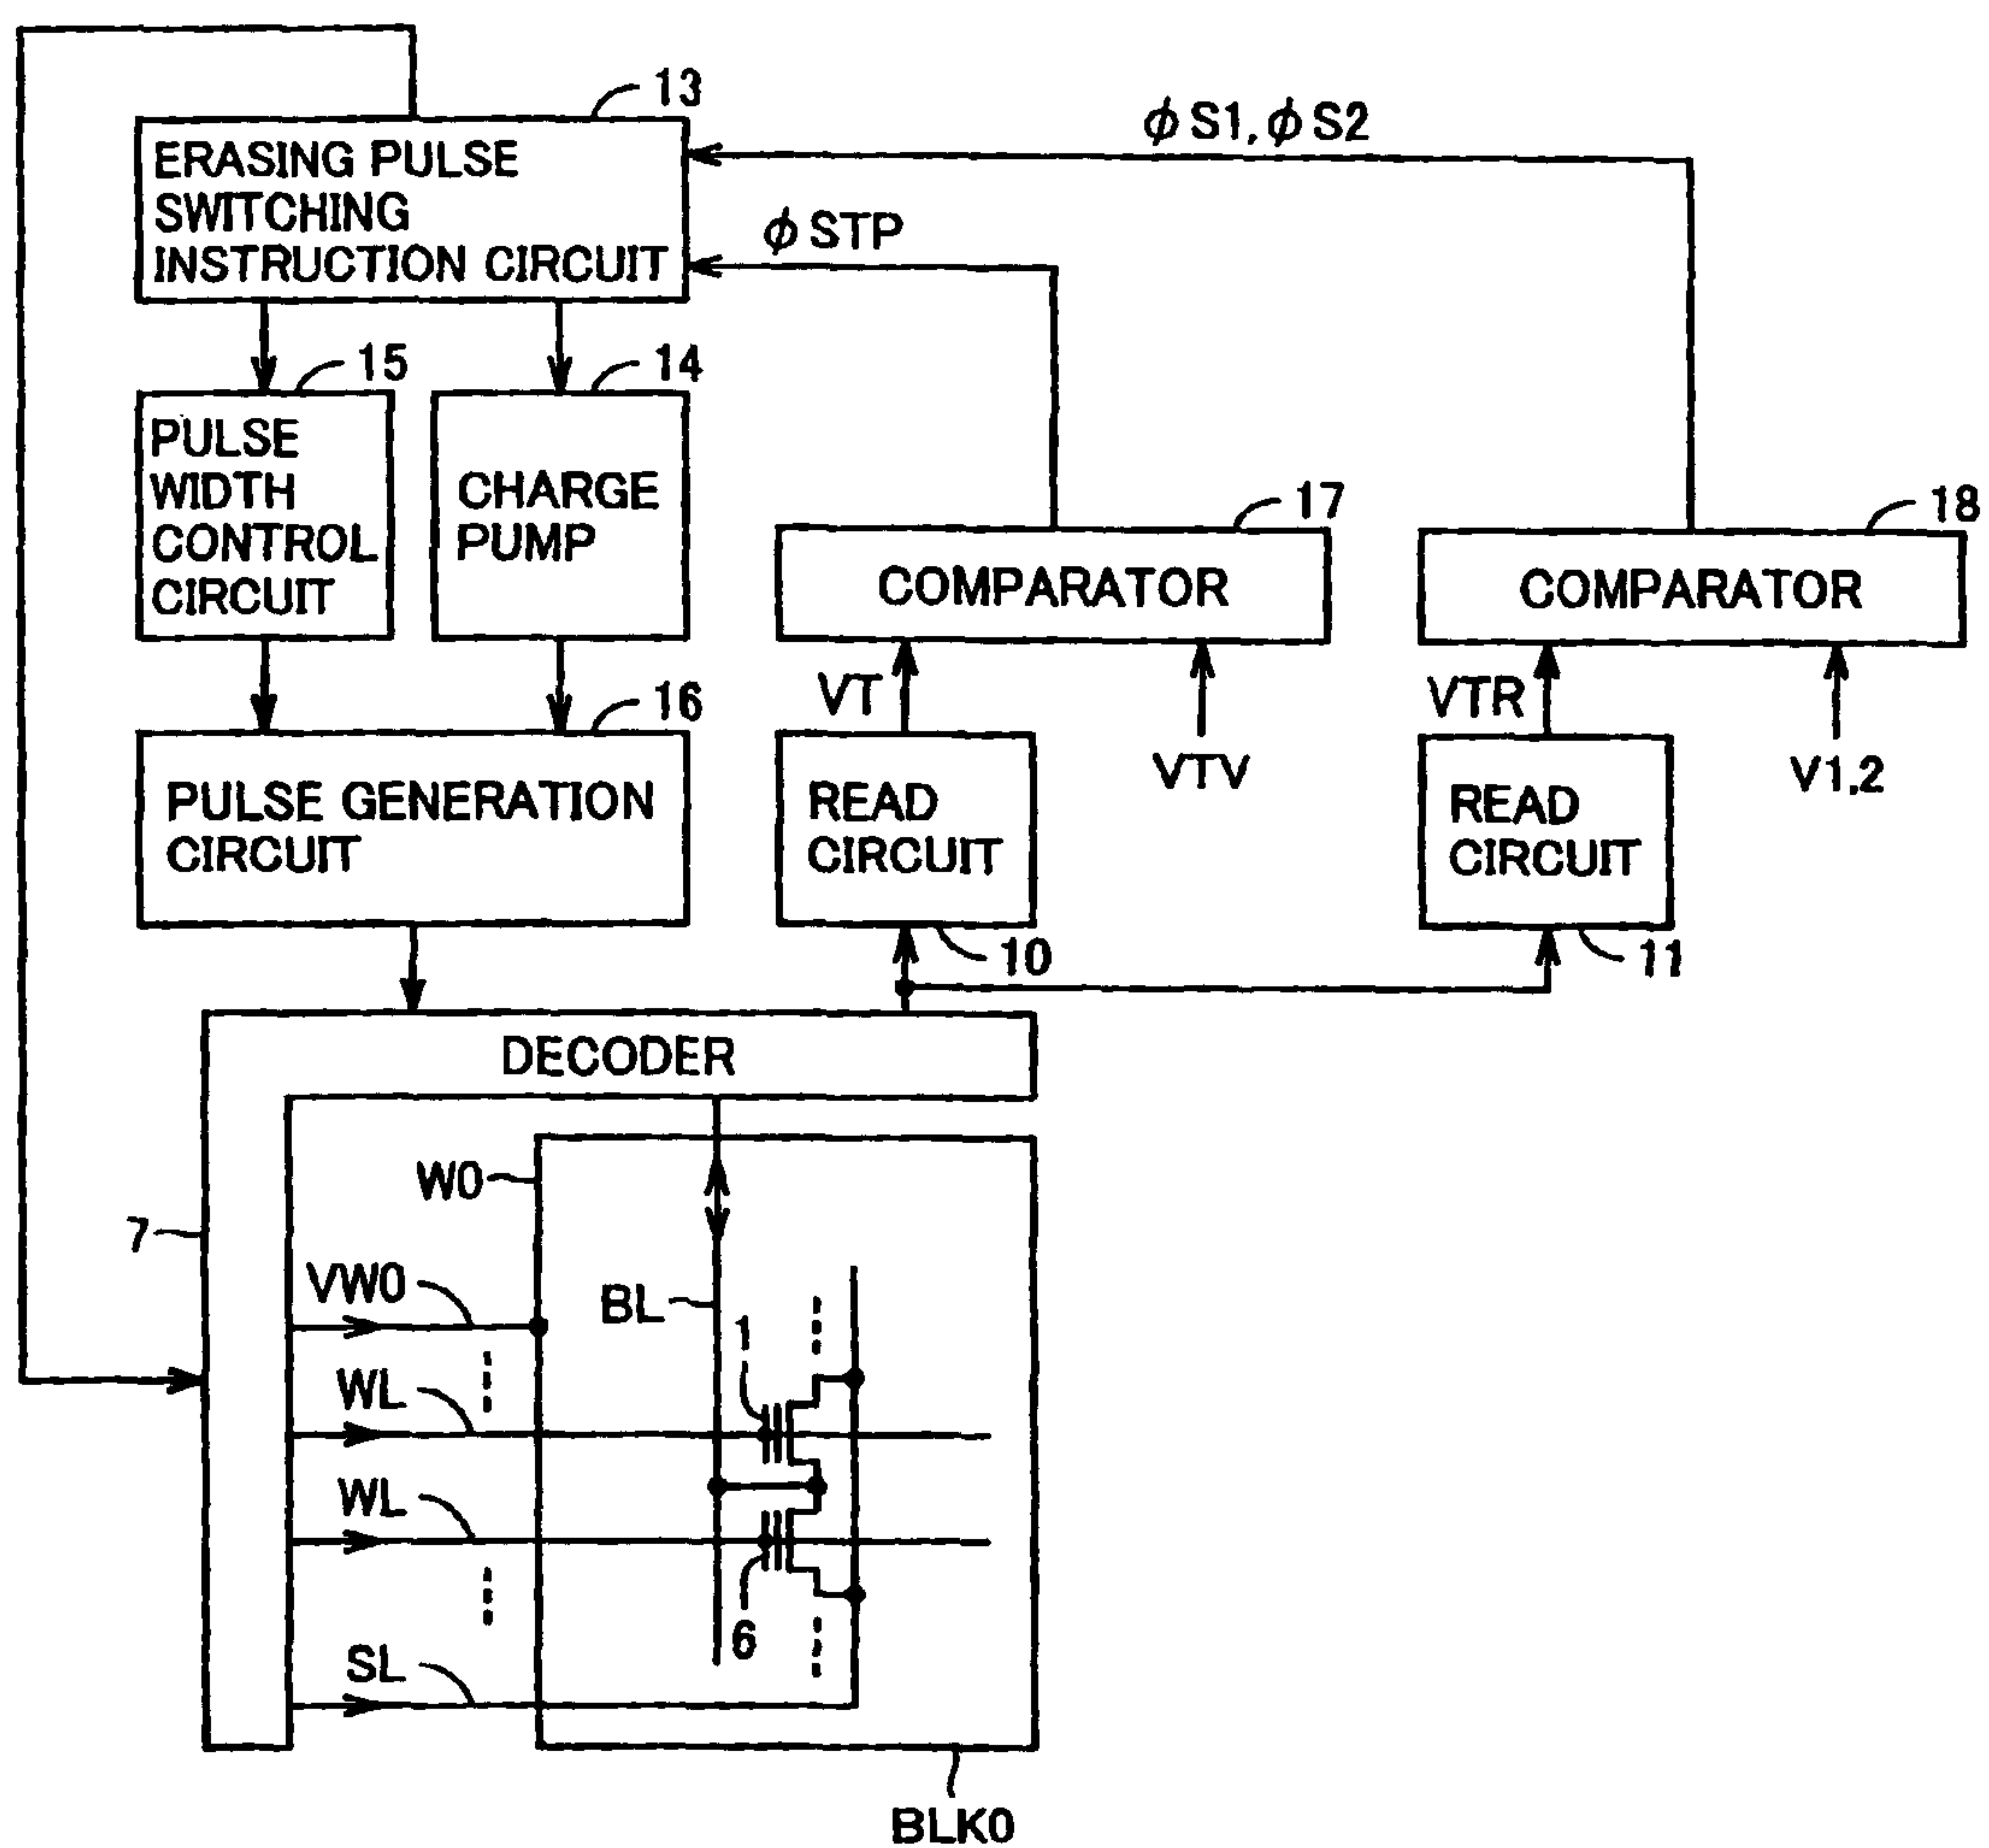 13
ERASING PULSE
SWITCHING
INSTRUCTION CIRCUIT
φS1, φS2
φSTP
15
14
PULSE
WIDTH
CONTROL
CIRCUIT
CHARGE
PUMP
17
COMPARATOR
18
COMPARATOR
16
PULSE GENERATION
CIRCUIT
VT
VTV
READ
CIRCUIT
10
VTR
V1,2
READ
CIRCUIT
11
DECODER
7
W0
VW0
BL
1
WL
WL
6
SL
BLK0